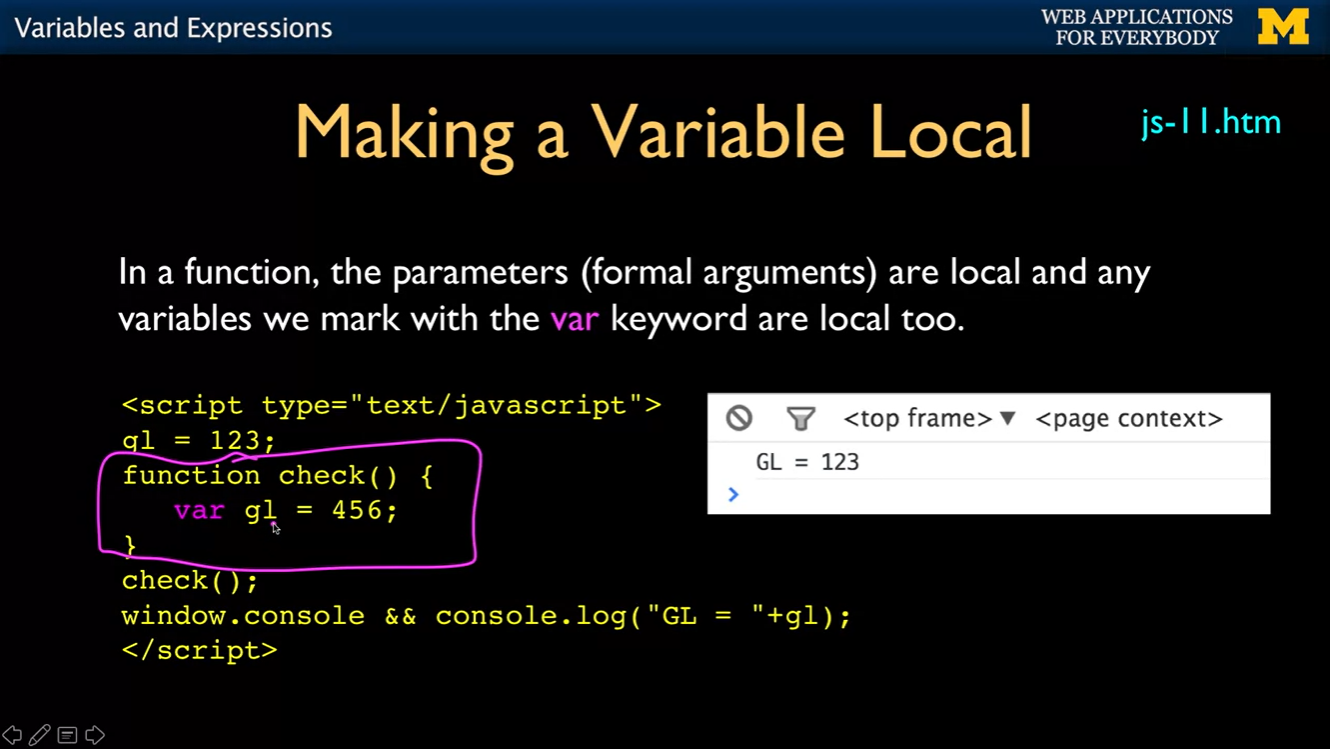 Variables and Expressions
WEB APPLICATIONS
FOR EVERYBODY
M
Making a Variable Local
js-11.htm
In a function, the parameters (formal arguments) are local and any
variables we mark with the var keyword are local too.
<script type="text/javascript">
gl = 123;
function check() {
   var gl = 456;
}
check();
window.console && console.log("GL = "+gl);
</script>
<top frame> ▼ <page context>
GL = 123
>